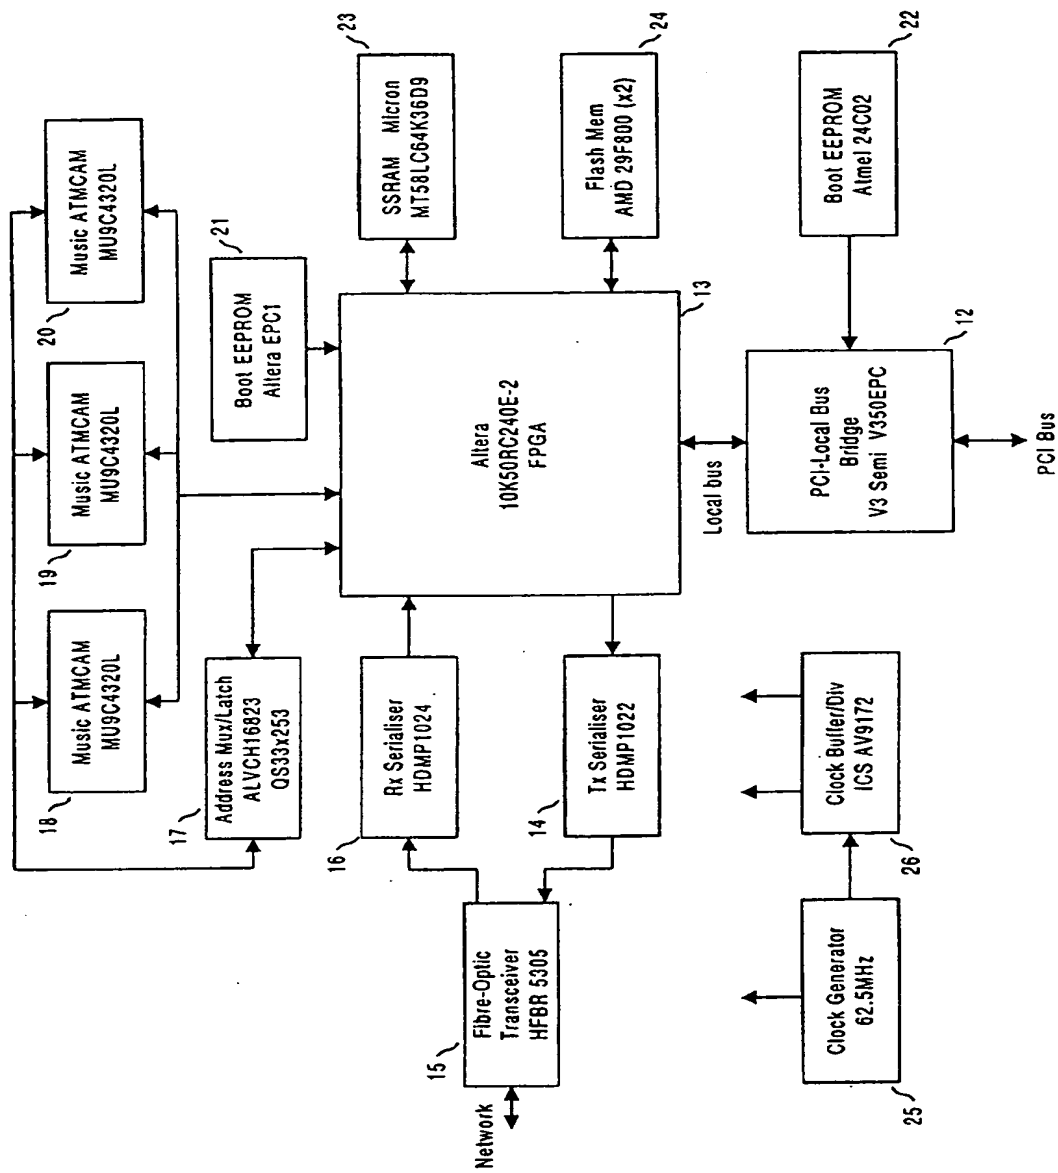 Music ATMCAM
MU9C4320L
18
Music ATMCAM
MU9C4320L
19
Music ATMCAM
MU9C4320L
20
Address Mux/Latch
ALVCH16823
QS33x253
17
Boot EEPROM
Altera EPC1
21
Rx Serialiser
HDMP1024
16
SSRAM Micron
MT58LC64K36D9
23
Network
Fibre-Optic
Transceiver
HFBR 5305
15
Altera
10K50RC240E-2
FPGA
13
Tx Serialiser
HDMP1022
14
Flash Mem
AMD 29F800 (x2)
24
Local bus
Clock Generator
62.5MHz
25
Clock Buffer/Div
ICS AV9172
26
PCI-Local Bus
Bridge
V3 Semi V350EPC
12
Boot EEPROM
Atmel 24C02
22
PCI Bus